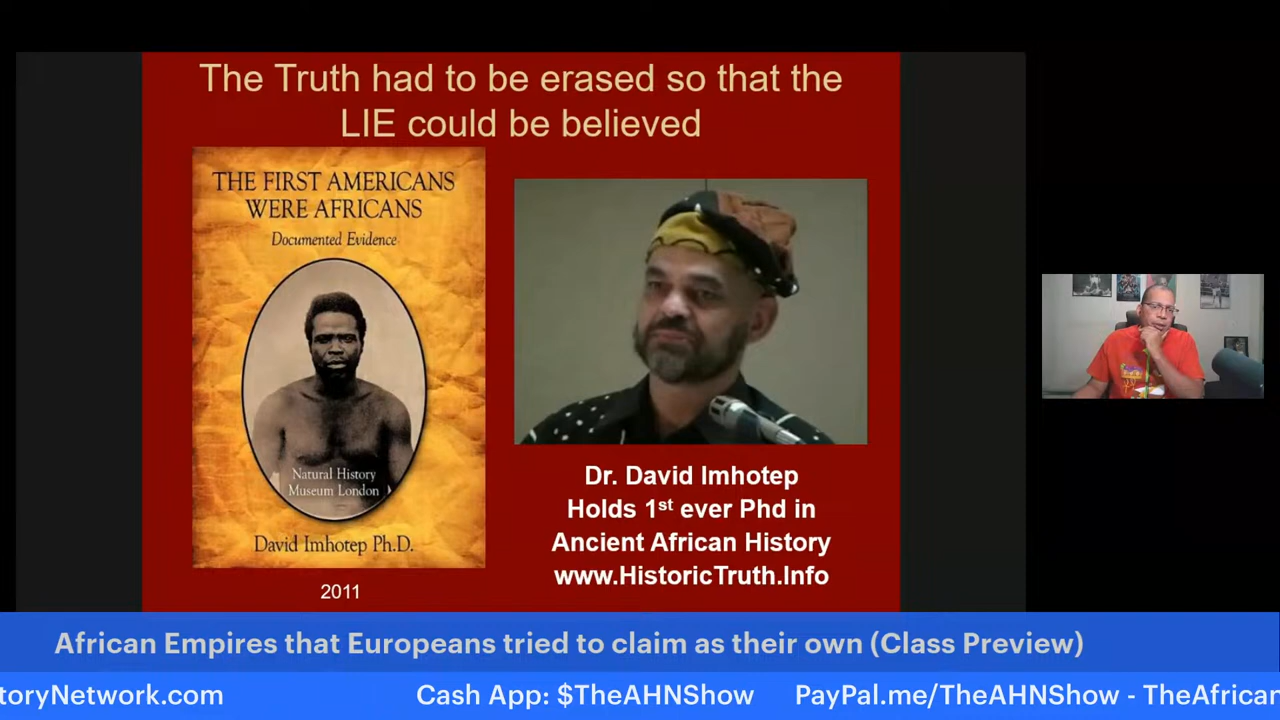 The Truth had to be erased so that the
LIE could be believed
THE FIRST AMERICANS
WERE AFRICANS
Documented Evidence
Natural History
Museum London
David Imhotep Ph.D.
2011
Dr. David Imhotep
Holds 1st ever Phd in
Ancient African History
www.HistoricTruth.Info
African Empires that Europeans tried to claim as their own (Class Preview)
toryNetwork.com Cash App: $TheAHNShow PayPal.me/TheAHNShow - TheAfrican